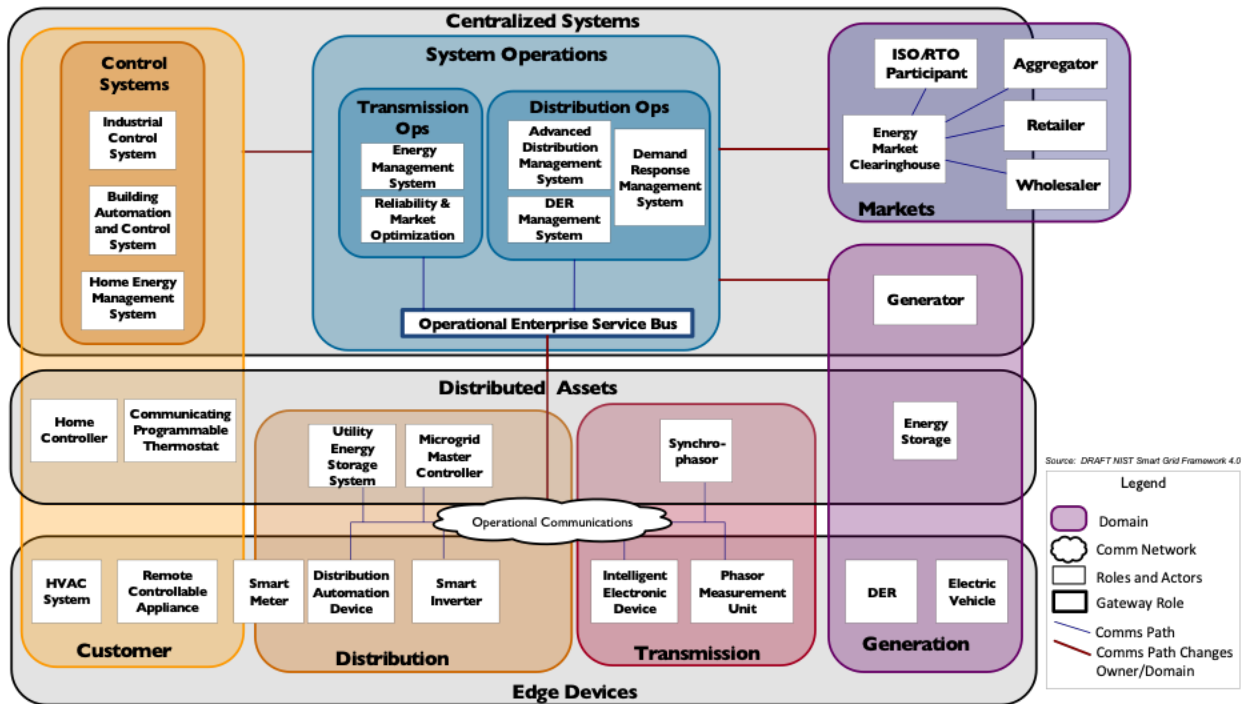 Centralized Systems
Control
Systems
Industrial
Control
System
Building
Automation
and Control
System
Home Energy
Management
System
System Operations
Transmission
Ops
Energy
Management
System
Reliability &
Market
Optimization
Distribution Ops
Advanced
Distribution
Management
System
DER
Management
System
Demand
Response
Management
System
Operational Enterprise Service Bus
ISO/RTO
Participant
Aggregator
Energy
Market
Clearinghouse
Retailer
Wholesaler
Markets
Generator
Distributed Assets
Home
Controller
Communicating
Programmable
Thermostat
Utility
Energy
Storage
System
Microgrid
Master
Controller
Synchro-
phasor
Energy
Storage
Operational Communications
HVAC
System
Remote
Controllable
Appliance
Smart
Meter
Distribution
Automation
Device
Smart
Inverter
Intelligent
Electronic
Device
Phasor
Measurement
Unit
DER
Electric
Vehicle
Customer
Distribution
Transmission
Generation
Edge Devices
Source: DRAFT NIST Smart Grid Framework 4.0
Legend
Domain
Comm Network
Roles and Actors
Gateway Role
Comms Path
Comms Path Changes
Owner/Domain